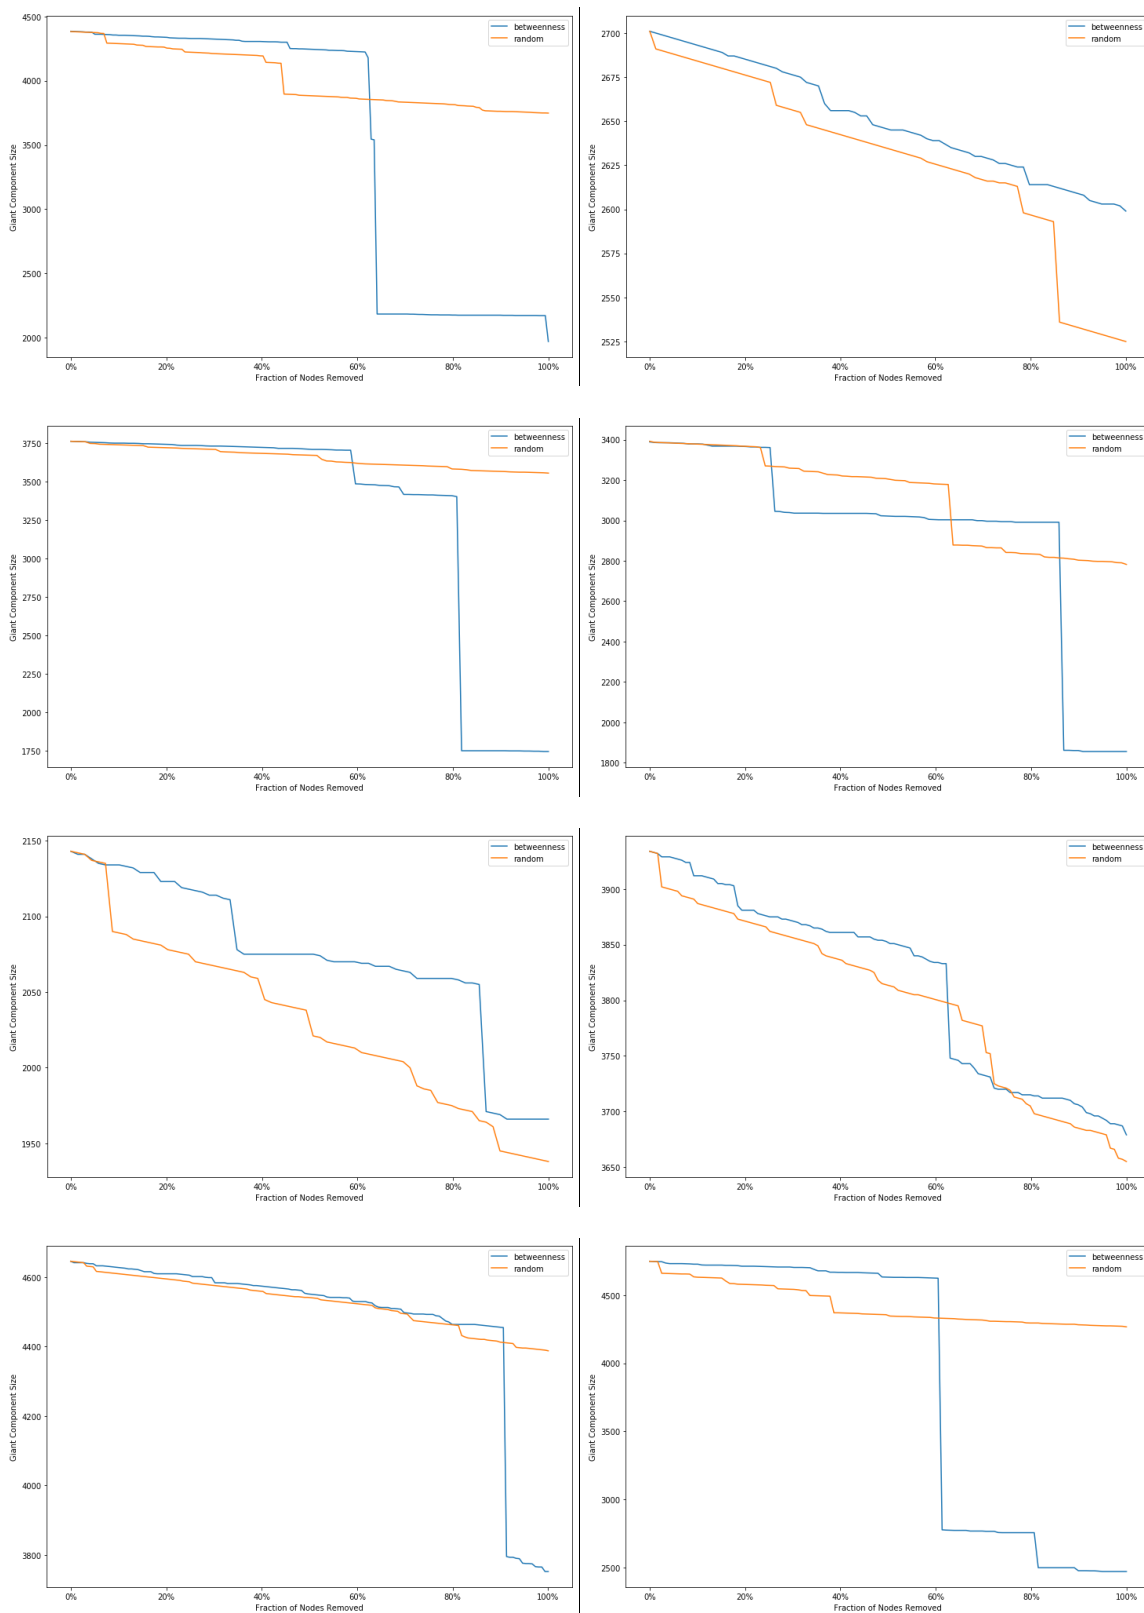 4500
4000
3500
3000
2500
2000
Giant Component Size
betweenness
random
0% 20% 40% 60% 80% 100%
Fraction of Nodes Removed
2700
2675
2650
2625
2600
2575
2550
2525
Giant Component Size
betweenness
random
0% 20% 40% 60% 80% 100%
Fraction of Nodes Removed
3750
3500
3250
3000
2750
2500
2250
2000
1750
Giant Component Size
betweenness
random
0% 20% 40% 60% 80% 100%
Fraction of Nodes Removed
3400
3200
3000
2800
2600
2400
2200
2000
1800
Giant Component Size
betweenness
random
0% 20% 40% 60% 80% 100%
Fraction of Nodes Removed
2150
2100
2050
2000
1950
Giant Component Size
betweenness
random
0% 20% 40% 60% 80% 100%
Fraction of Nodes Removed
3900
3850
3800
3750
3700
3650
Giant Component Size
betweenness
random
0% 20% 40% 60% 80% 100%
Fraction of Nodes Removed
4600
4400
4200
4000
3800
Giant Component Size
betweenness
random
0% 20% 40% 60% 80% 100%
Fraction of Nodes Removed
4500
4000
3500
3000
2500
Giant Component Size
betweenness
random
0% 20% 40% 60% 80% 100%
Fraction of Nodes Removed